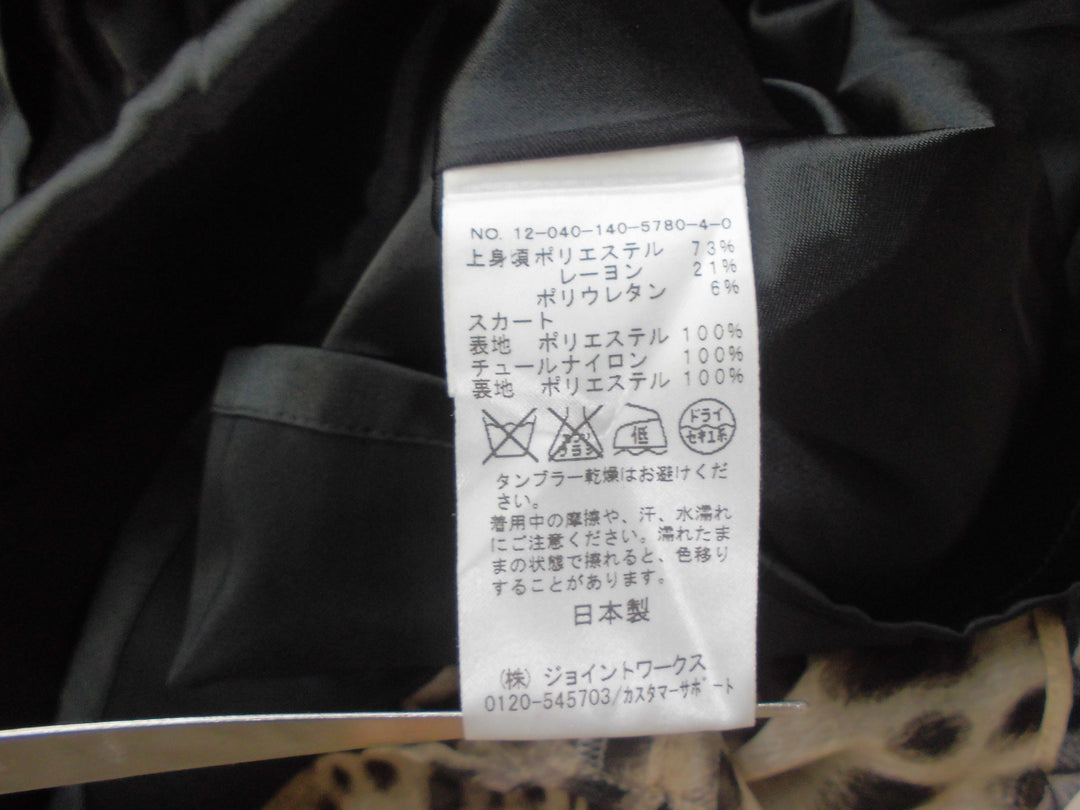 NO. 12-040-140-5780-4-0
上身頃ポリエステル 73%
レーヨン 21%
ポリウレタン 6%
スカート
表地 ポリエステル 100%
チュールナイロン 100%
裏地 ポリエステル 100%
エンソ
サラシ
低
ドライ
セキユ系
タンブラー乾燥はお避けくだ
さい。
着用中の摩擦や、汗、水濡れ
にご注意ください。濡れたま
まの状態で擦れると、色移り
することがあります。
日本製
(株) ジョイントワークス
0120-545703/カスタマーサポート